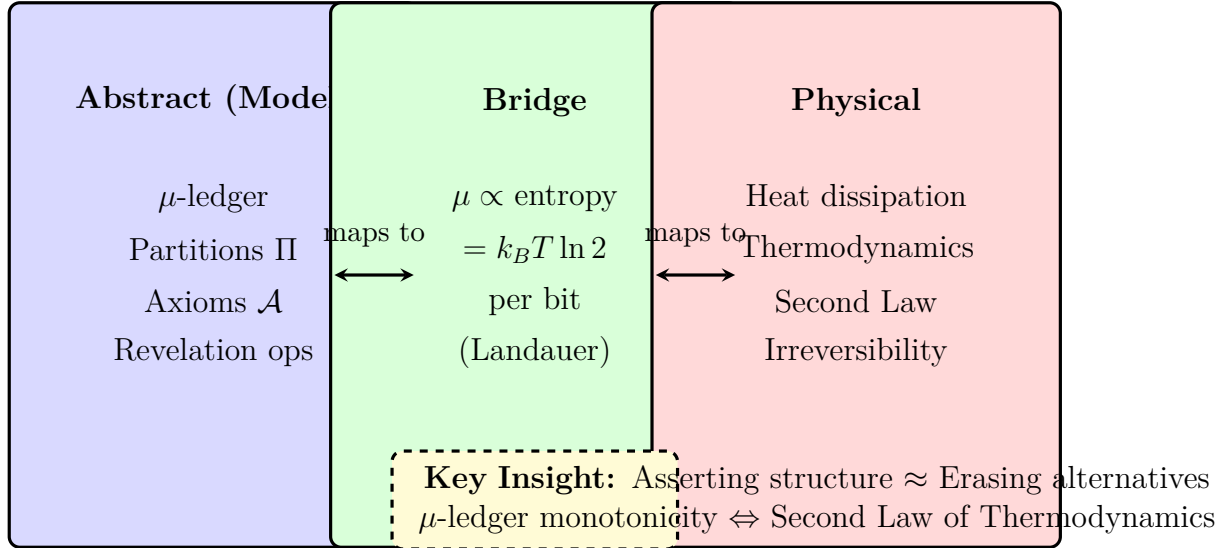 Abstract (Mode
μ-ledger
Partitions Π
Axioms 𝒜
Revelation ops
maps to
Bridge
μ ∝ entropy
= k_B T ln 2
per bit
(Landauer)
maps to
Physical
Heat dissipation
Thermodynamics
Second Law
Irreversibility
Key Insight: Asserting structure ≈ Erasing alternatives
μ-ledger monotonicity ⇔ Second Law of Thermodynamics